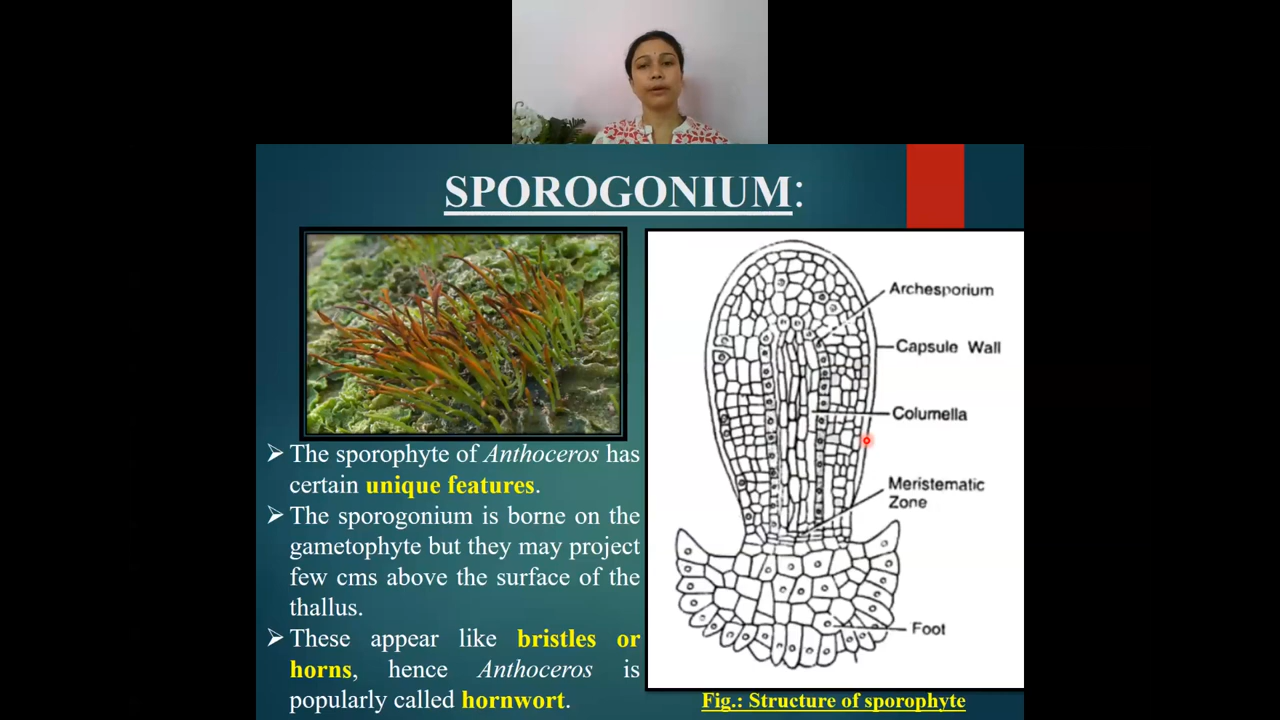 SPOROGONIUM:
Archesporium
Capsule Wall
Columella
Meristematic
Zone
Foot
➢ The sporophyte of Anthoceros has
certain unique features.
➢ The sporogonium is borne on the
gametophyte but they may project
few cms above the surface of the
thallus.
➢ These appear like bristles or
horns, hence Anthoceros is
popularly called hornwort.
Fig.: Structure of sporophyte